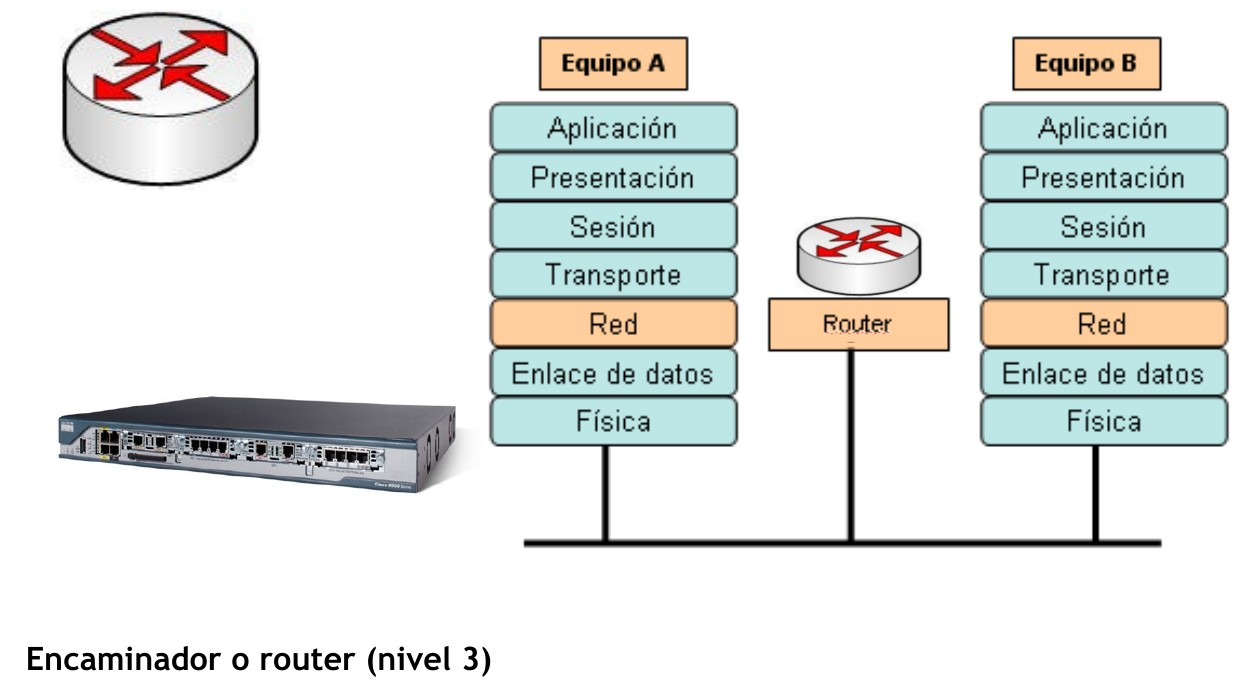 Equipo A
Equipo B
Aplicación
Presentación
Sesión
Transporte
Red
Enlace de datos
Física
Router
Aplicación
Presentación
Sesión
Transporte
Red
Enlace de datos
Física
Encaminador o router (nivel 3)